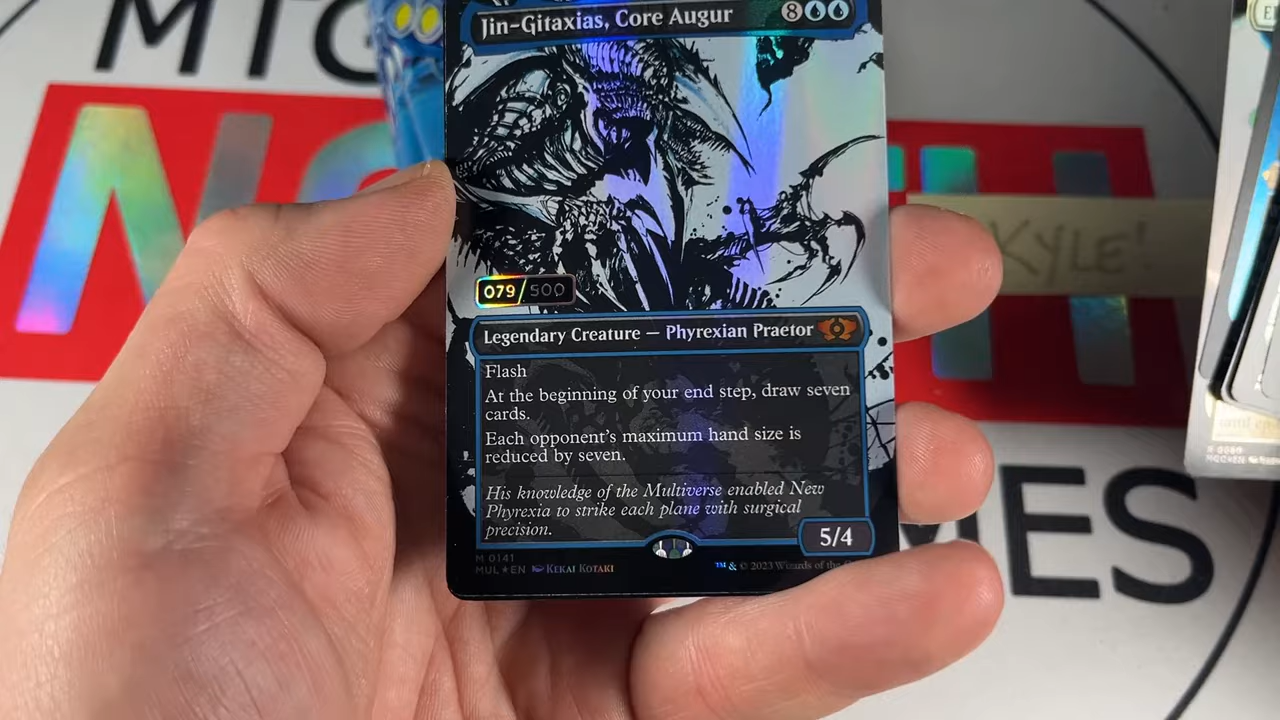 MTG
Jin-Gitaxias, Core Augur
8
KYLE!
079/500
Legendary Creature — Phyrexian Praetor
Flash
At the beginning of your end step, draw seven
cards.
Each opponent's maximum hand size is
reduced by seven.
His knowledge of the Multiverse enabled New
Phyrexia to strike each plane with surgical
precision.
5/4
M 0141
MUL ★ EN KEKAI KOTAKI
™ & © 2023 Wizards of the